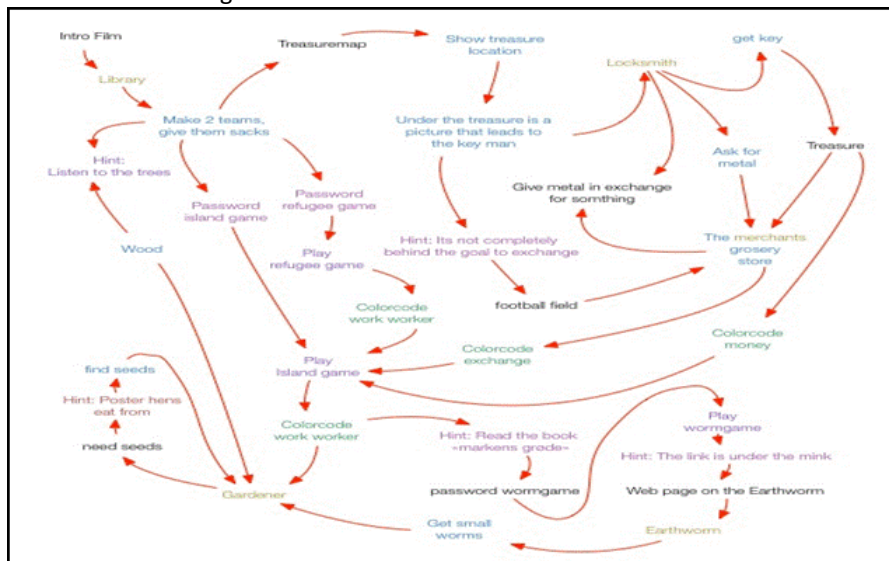 Intro Film
Treasuremap
Show treasure
location
get key
Library
Locksmith
Make 2 teams,
give them sacks
Under the treasure is a
picture that leads to
the key man
Hint:
Listen to the trees
Ask for
metal
Treasure
Password
island game
Password
refugee game
Give metal in exchange
for somthing
Wood
Play
refugee game
Hint: Its not completely
behind the goal to exchange
The merchants
grosery
store
Colorcode
work worker
football field
Colorcode
money
find seeds
Play
Island game
Colorcode
exchange
Hint: Poster hens
eat from
Colorcode
work worker
Hint: Read the book
«markens grøde»
Play
wormgame
need seeds
Hint: The link is under the mink
Gardener
password wormgame
Web page on the Earthworm
Get small
worms
Earthworm